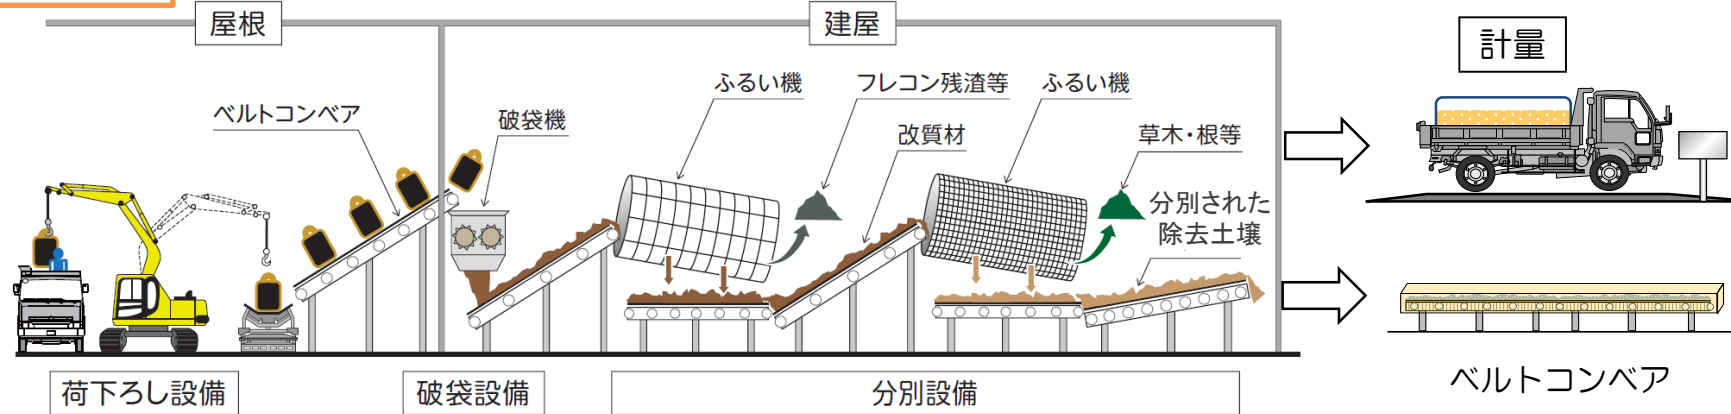 屋根
建屋
計量
ふるい機
フレコン残渣等
ふるい機
ベルトコンベア
破袋機
改質材
草木・根等
分別された
除去土壌
荷下ろし設備
破袋設備
分別設備
ベルトコンベア